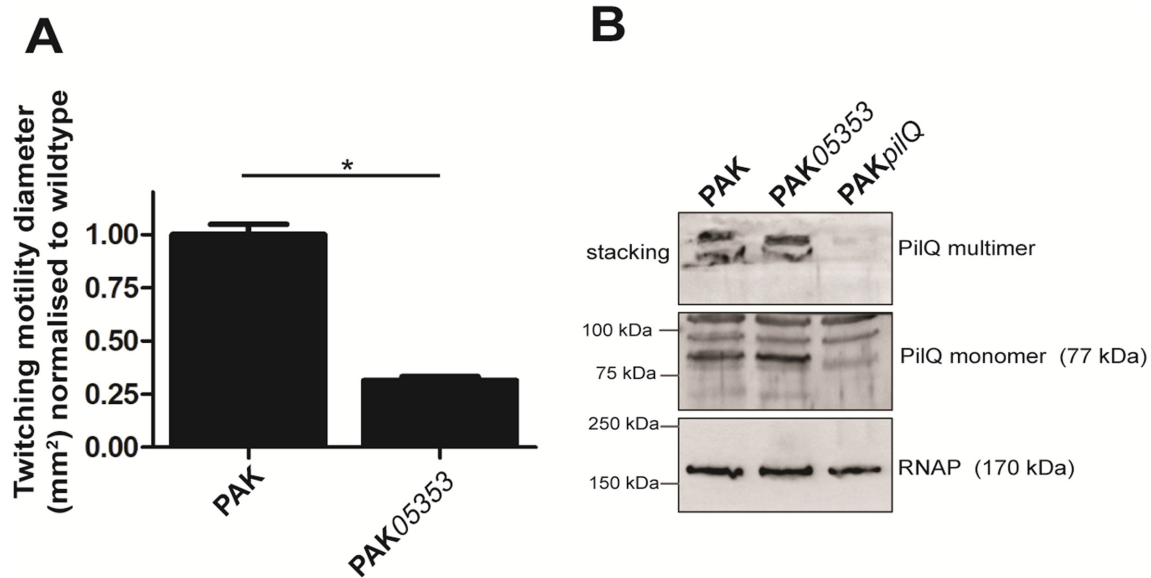 A
Twitching motility diameter
(mm²) normalised to wildtype
*
1.00
0.75
0.50
0.25
0.00
PAK
PAK05353
B
PAK
PAK05353
PAKpilQ
stacking
PilQ multimer
100 kDa
75 kDa
PilQ monomer (77 kDa)
250 kDa
150 kDa
RNAP (170 kDa)